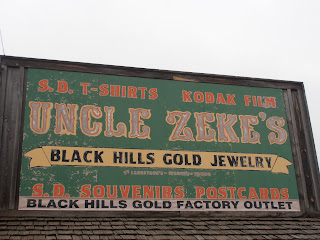 S.D. T-SHIRTS KODAK FILM
UNCLE ZEKE'S
BLACK HILLS GOLD JEWELRY
S.D. SOUVENIRS POSTCARDS
BLACK HILLS GOLD FACTORY OUTLET